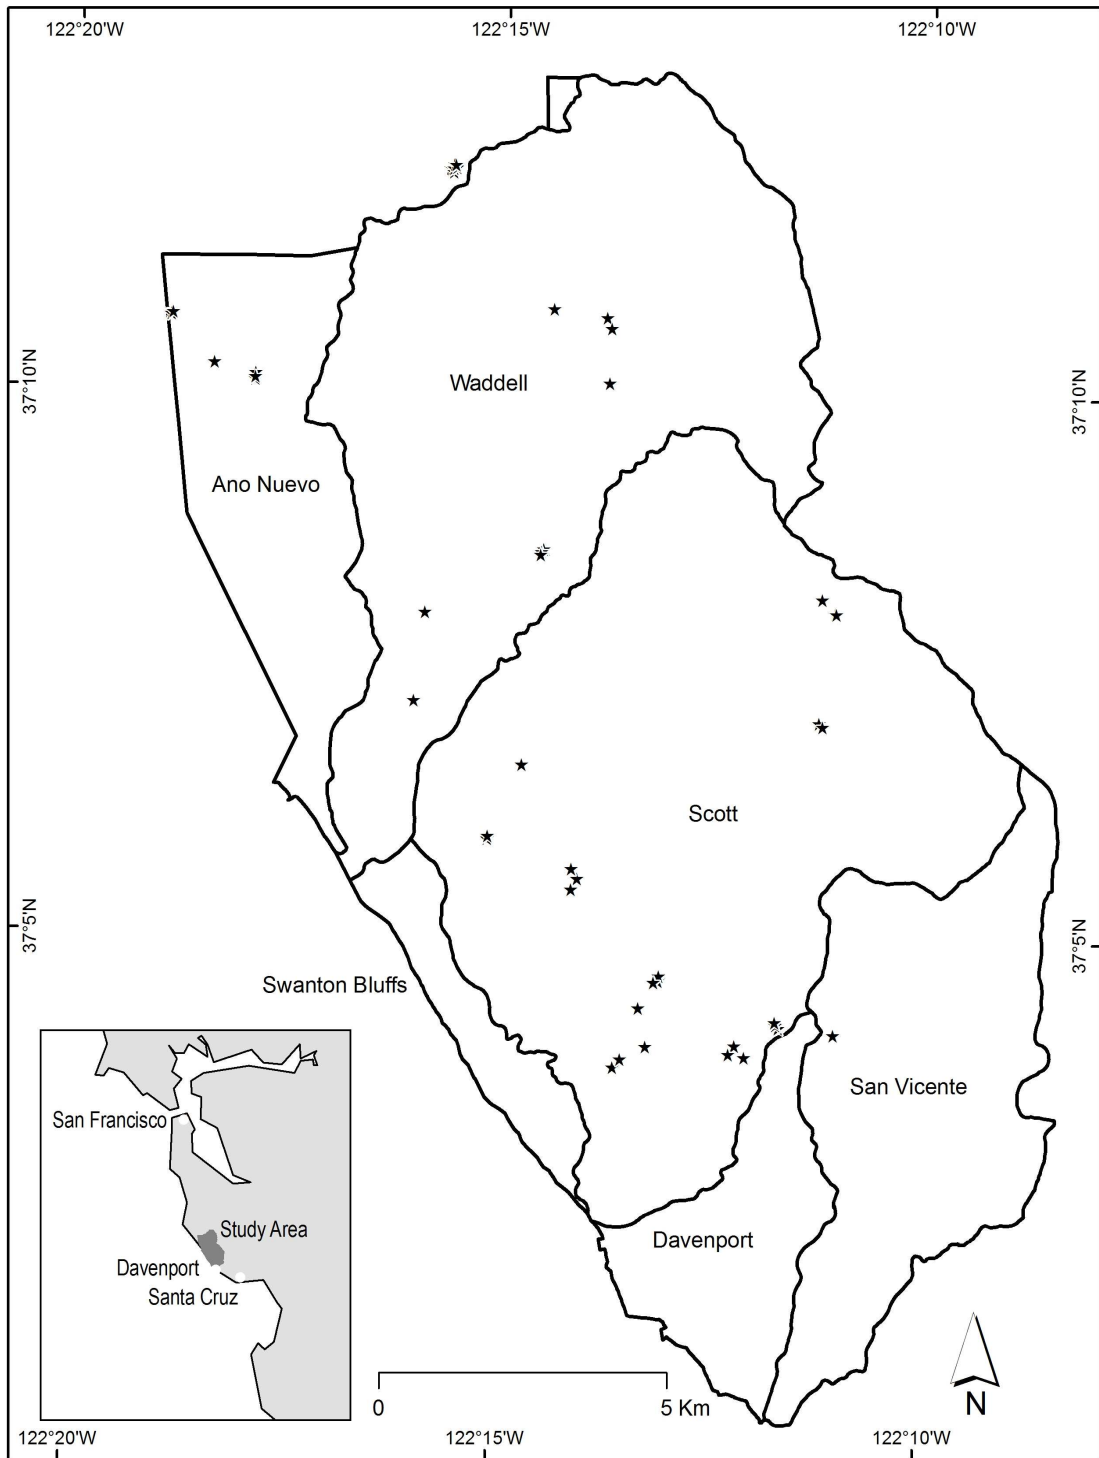 122°20'W 122°15'W 122°10'W
37°10'N
37°10'N
Waddell
Ano Nuevo
Scott
37°5'N
37°5'N
Swanton Bluffs
San Vicente
San Francisco
Study Area
Davenport
Santa Cruz
Davenport
0 5 Km
N
122°20'W 122°15'W 122°10'W